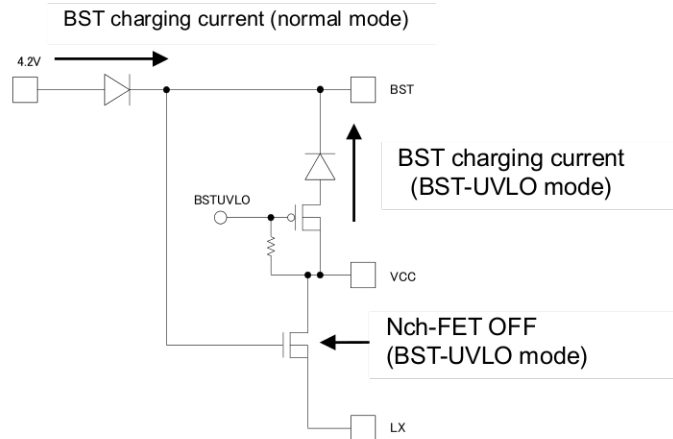 BST charging current (normal mode)
4.2V
BST
BST charging current
(BST-UVLO mode)
BSTUVLO
VCC
Nch-FET OFF
(BST-UVLO mode)
LX